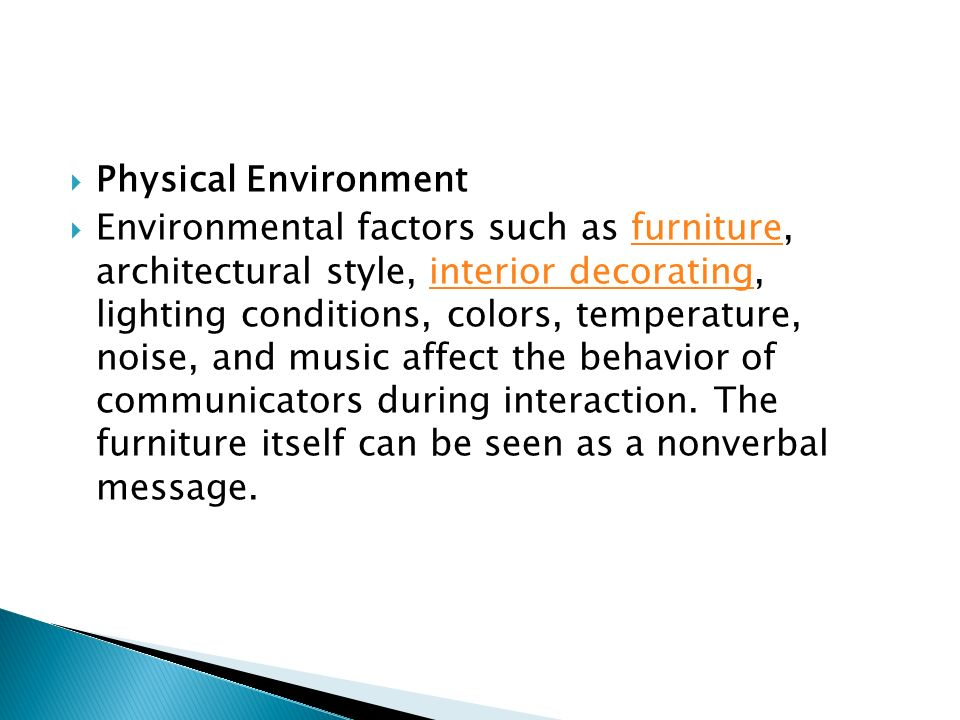 Physical Environment
Environmental factors such as furniture,
architectural style, interior decorating,
lighting conditions, colors, temperature,
noise, and music affect the behavior of
communicators during interaction. The
furniture itself can be seen as a nonverbal
message.